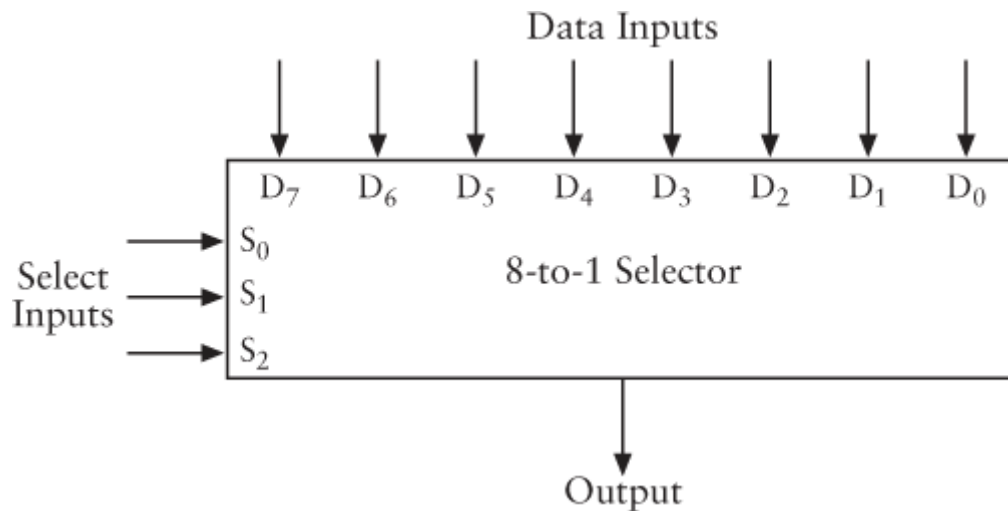 Data Inputs
D₇ D₆ D₅ D₄ D₃ D₂ D₁ D₀
S₀
8-to-1 Selector
Select
Inputs
S₁
S₂
Output